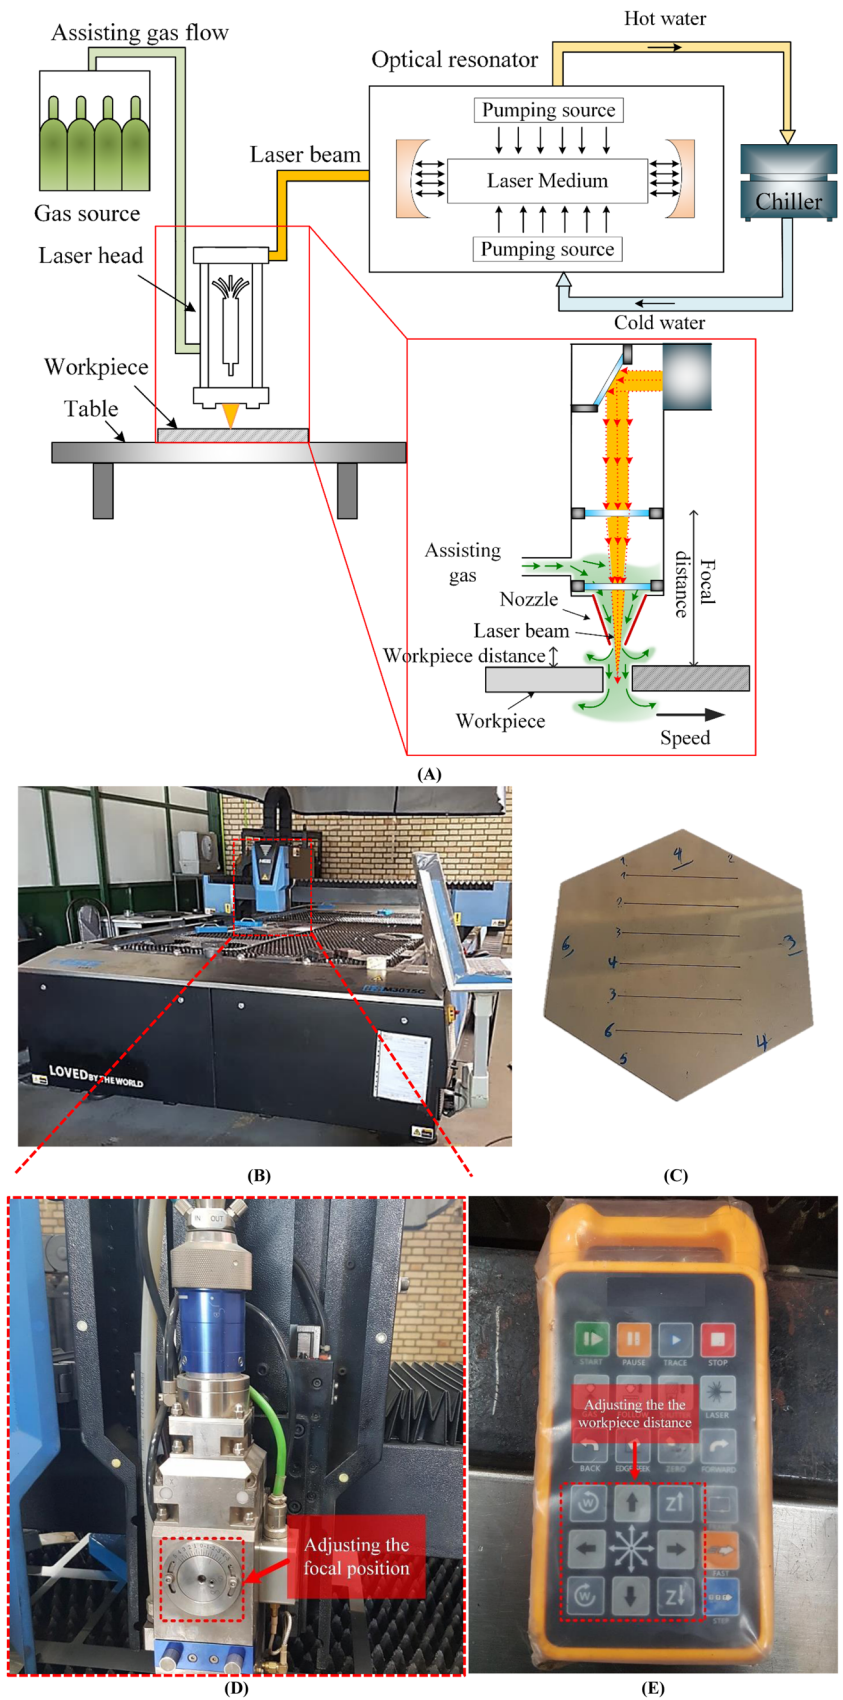 Assisting gas flow
Hot water
Optical resonator
Pumping source
Laser beam
Laser Medium
Chiller
Gas source
Pumping source
Laser head
Cold water
Workpiece
Table
Assisting
gas
Focal
distance
Nozzle
Laser beam
Workpiece distance
Workpiece
Speed
(A)
M3015C
LOVED BY THE WORLD
1
4
2
1
2
3
6
3
4
3
6
4
5
(B)
(C)
IN OUT
Adjusting the
focal position
START PAUSE TRACE STOP
Adjusting the the
workpiece distance
LASER
BACK EDGE SEEK ZERO FORWARD
W Z
FAST
W Z
STEP
(D)
(E)